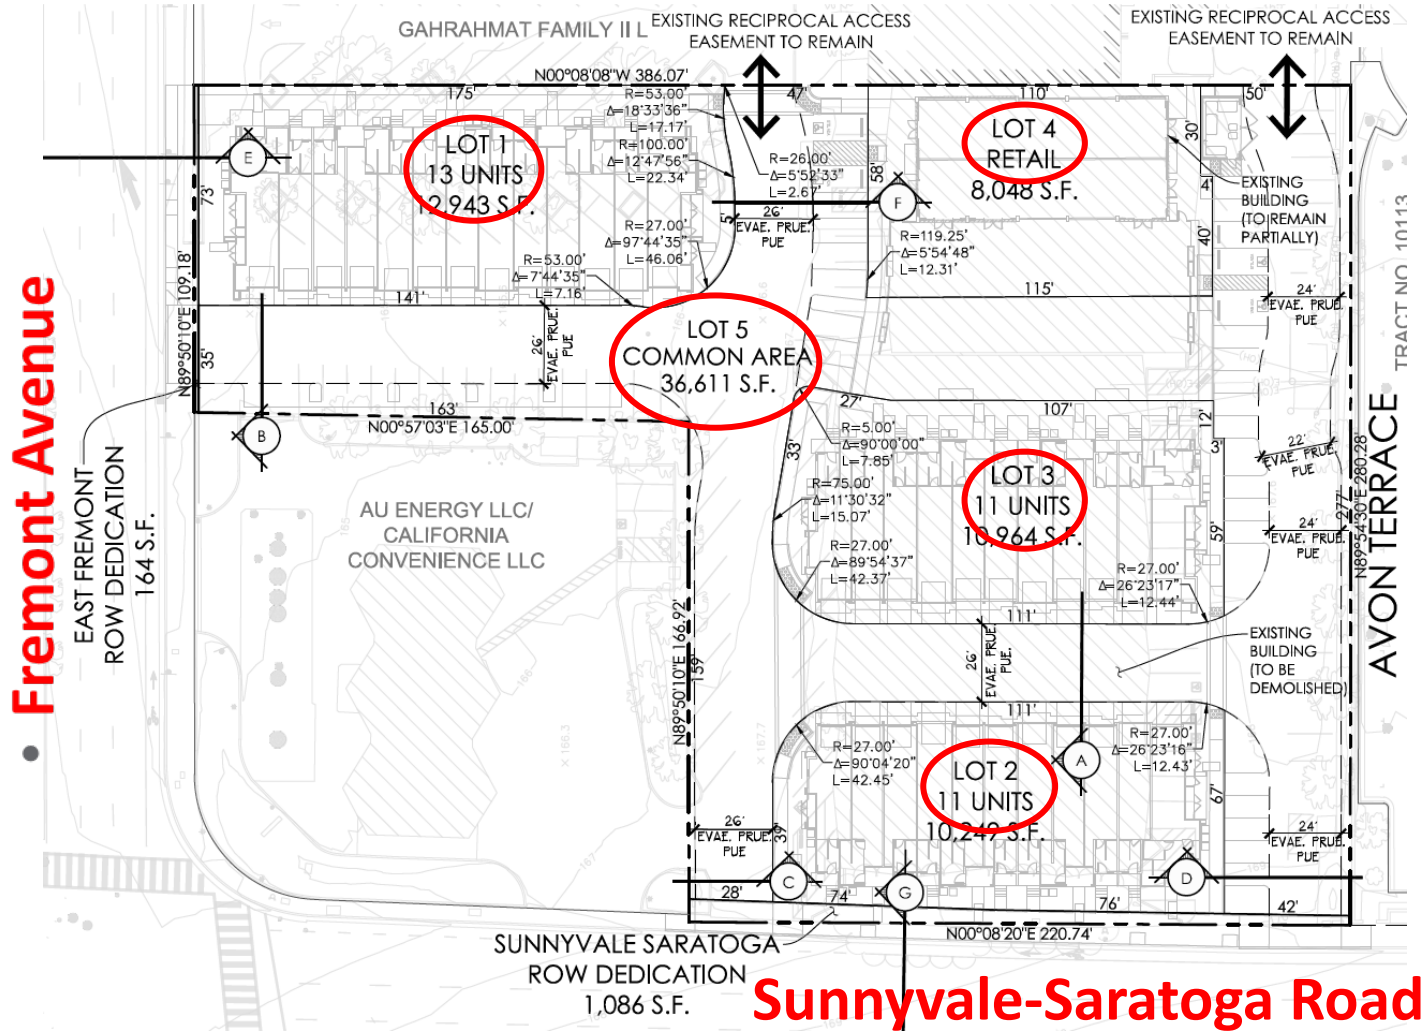 GAHRAHMAT FAMILY II L
EXISTING RECIPROCAL ACCESS
EASEMENT TO REMAIN
EXISTING RECIPROCAL ACCESS
EASEMENT TO REMAIN
N00°08'08"W 386.07'
175'
47'
110'
50'
R=53.00'
Δ=18°33'36"
L=17.17'
R=100.00'
Δ=12°47'56"
L=22.34'
R=26.00'
Δ=5°52'33"
L=2.67'
LOT 1
13 UNITS
12,943 S.F.
LOT 4
RETAIL
8,048 S.F.
E
F
73'
58'
30'
4'
40'
5'
26'
EVAE. PRUE.
PUE
EXISTING
BUILDING
(TO REMAIN
PARTIALLY)
TRACT NO. 10113
R=27.00'
Δ=97°44'35"
L=46.06'
R=53.00'
Δ=7°44'35"
L=7.16'
R=119.25'
Δ=5°54'48"
L=12.31'
141'
115'
24'
EVAE. PRUE.
PUE
N89°50'10"E 109.18'
35'
26'
EVAE. PRUE.
PUE
LOT 5
COMMON AREA
36,611 S.F.
163'
N00°57'03"E 165.00'
B
27'
107'
12'
3'
33'
R=5.00'
Δ=90°00'00"
L=7.85'
R=75.00'
Δ=11°30'32"
L=15.07'
R=27.00'
Δ=89°54'37"
L=42.37'
LOT 3
11 UNITS
10,964 S.F.
59'
22'
EVAE. PRUE.
PUE
24'
EVAE. PRUE.
PUE
277'
N89°54'30"E 280.28'
AVON TERRACE
Fremont Avenue
EAST FREMONT
ROW DEDICATION
164 S.F.
AU ENERGY LLC/
CALIFORNIA
CONVENIENCE LLC
R=27.00'
Δ=26°23'17"
L=12.44'
111'
26'
EVAE. PRUE.
PUE.
EXISTING
BUILDING
(TO BE
DEMOLISHED)
N89°50'10"E 166.92'
159'
111'
R=27.00'
Δ=90°04'20"
L=42.45'
R=27.00'
Δ=26°23'16"
L=12.43'
A
LOT 2
11 UNITS
10,249 S.F.
67'
26'
EVAE. PRUE.
PUE
39'
24'
EVAE. PRUE.
PUE
C
G
D
28'
74'
76'
42'
N00°08'20"E 220.74'
SUNNYVALE SARATOGA
ROW DEDICATION
1,086 S.F.
Sunnyvale-Saratoga Road